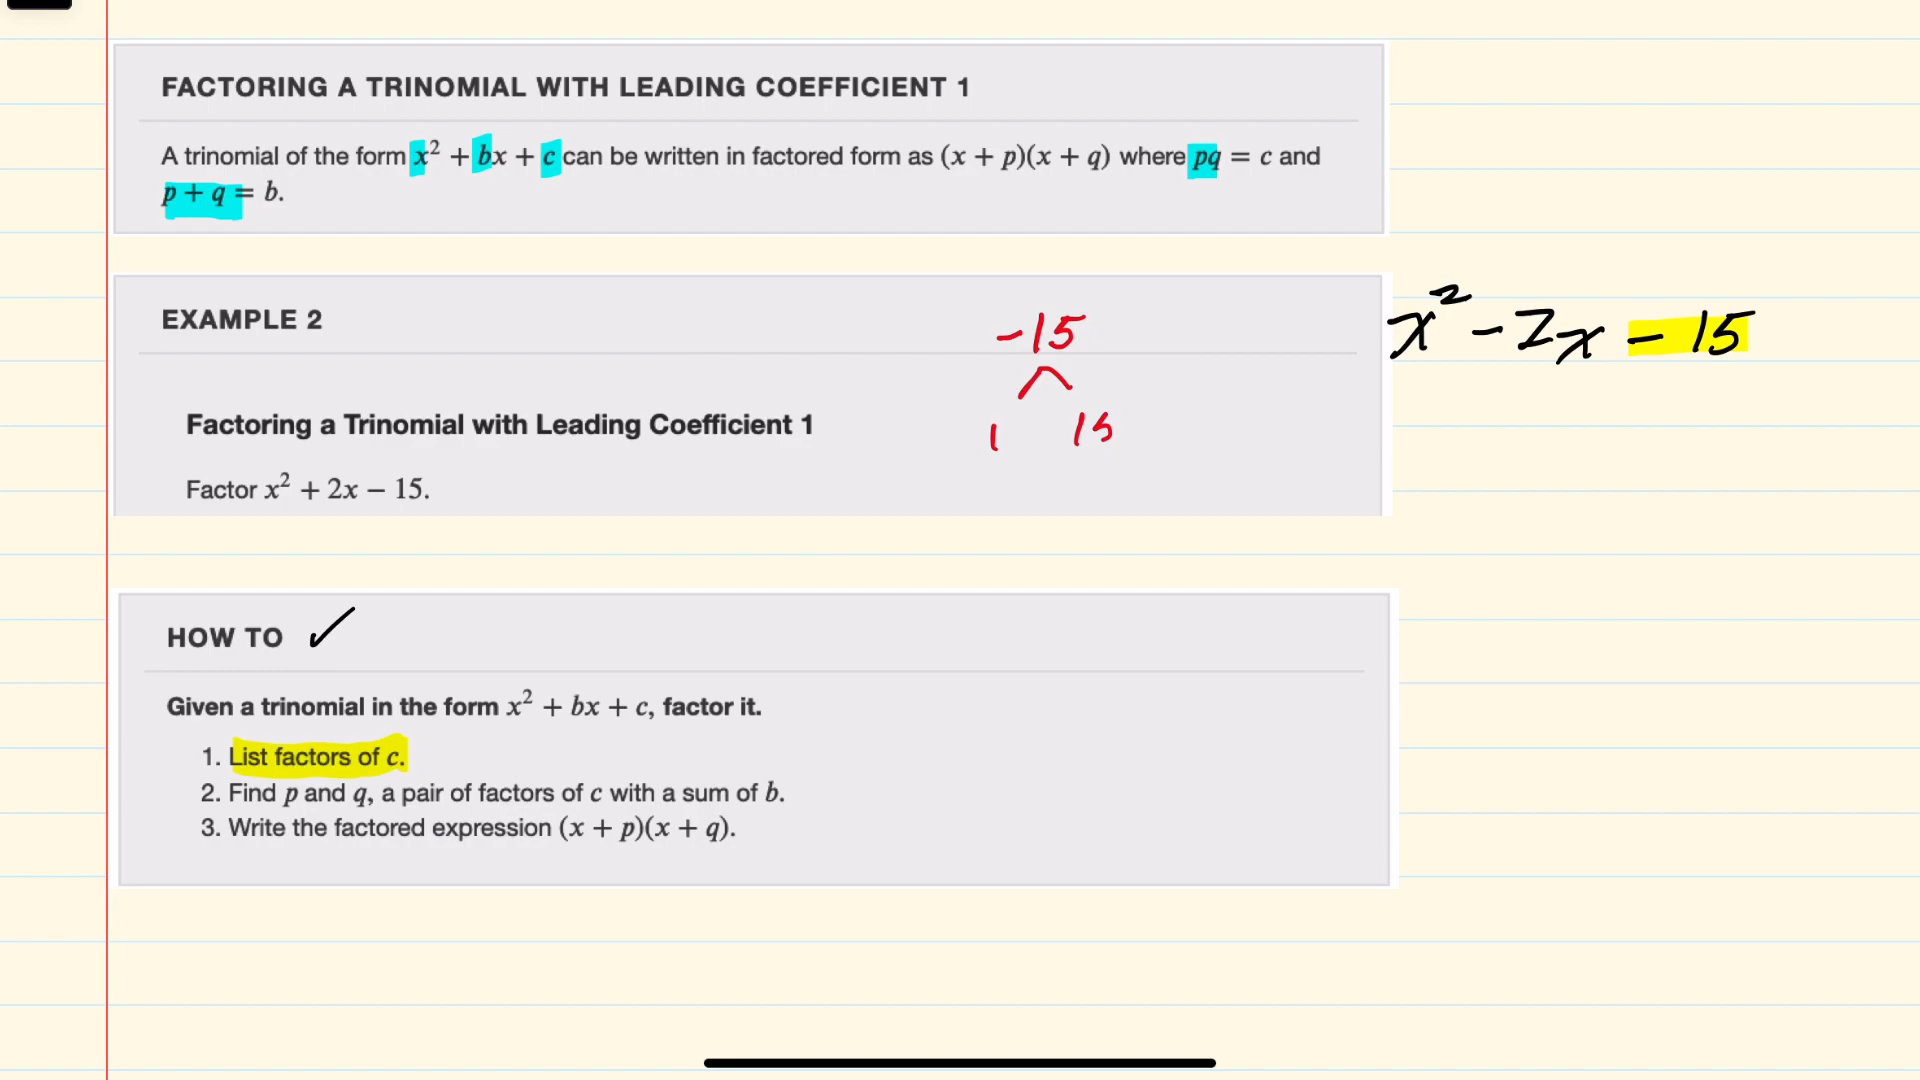 FACTORING A TRINOMIAL WITH LEADING COEFFICIENT 1
A trinomial of the form x² + bx + c can be written in factored form as (x + p)(x + q) where pq = c and
p + q = b.
EXAMPLE 2
-15
x² - 2x - 15
Factoring a Trinomial with Leading Coefficient 1
1 15
Factor x² + 2x − 15.
HOW TO ✓
Given a trinomial in the form x² + bx + c, factor it.
1. List factors of c.
2. Find p and q, a pair of factors of c with a sum of b.
3. Write the factored expression (x + p)(x + q).